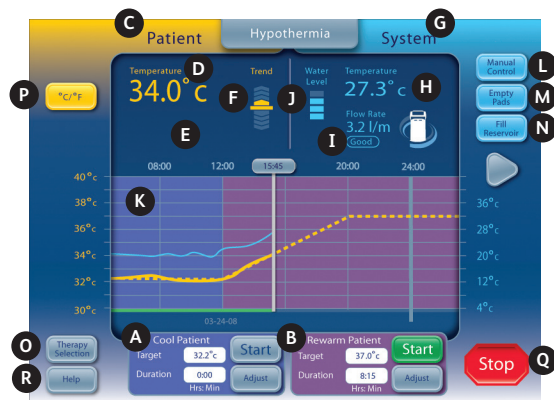 C
Patient
Hypothermia
System
G
Temperature
D
34.0°c
Trend
F
E
Water
Level
J
Temperature
27.3°c
H
Flow Rate
3.2 l/m
Good
I
Manual
Control
L
Empty
Pads
M
Fill
Reservoir
N
P
°C/°F
08:00 12:00 15:45 20:00 24:00
K
40°c
38°c
36°c
34°c
32°c
30°c
36°c
28°c
20°c
12°c
4°c
03-24-08
O
Therapy
Selection
R
Help
A
Cool Patient
Target 32.2°c Start
Duration 0:00 Adjust
Hrs: Min
B
Rewarm Patient
Target 37.0°c Start
Duration 8:15 Adjust
Hrs: Min
Stop
Q